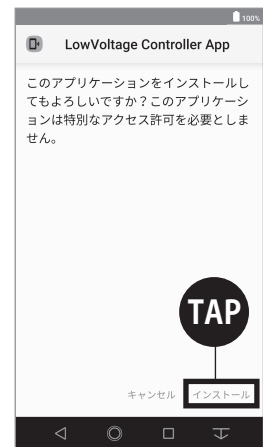 100%
LowVoltage Controller App
このアプリケーションをインストールし
てもよろしいですか？このアプリケーシ
ョンは特別なアクセス許可を必要としま
せん。
TAP
キャンセル インストール